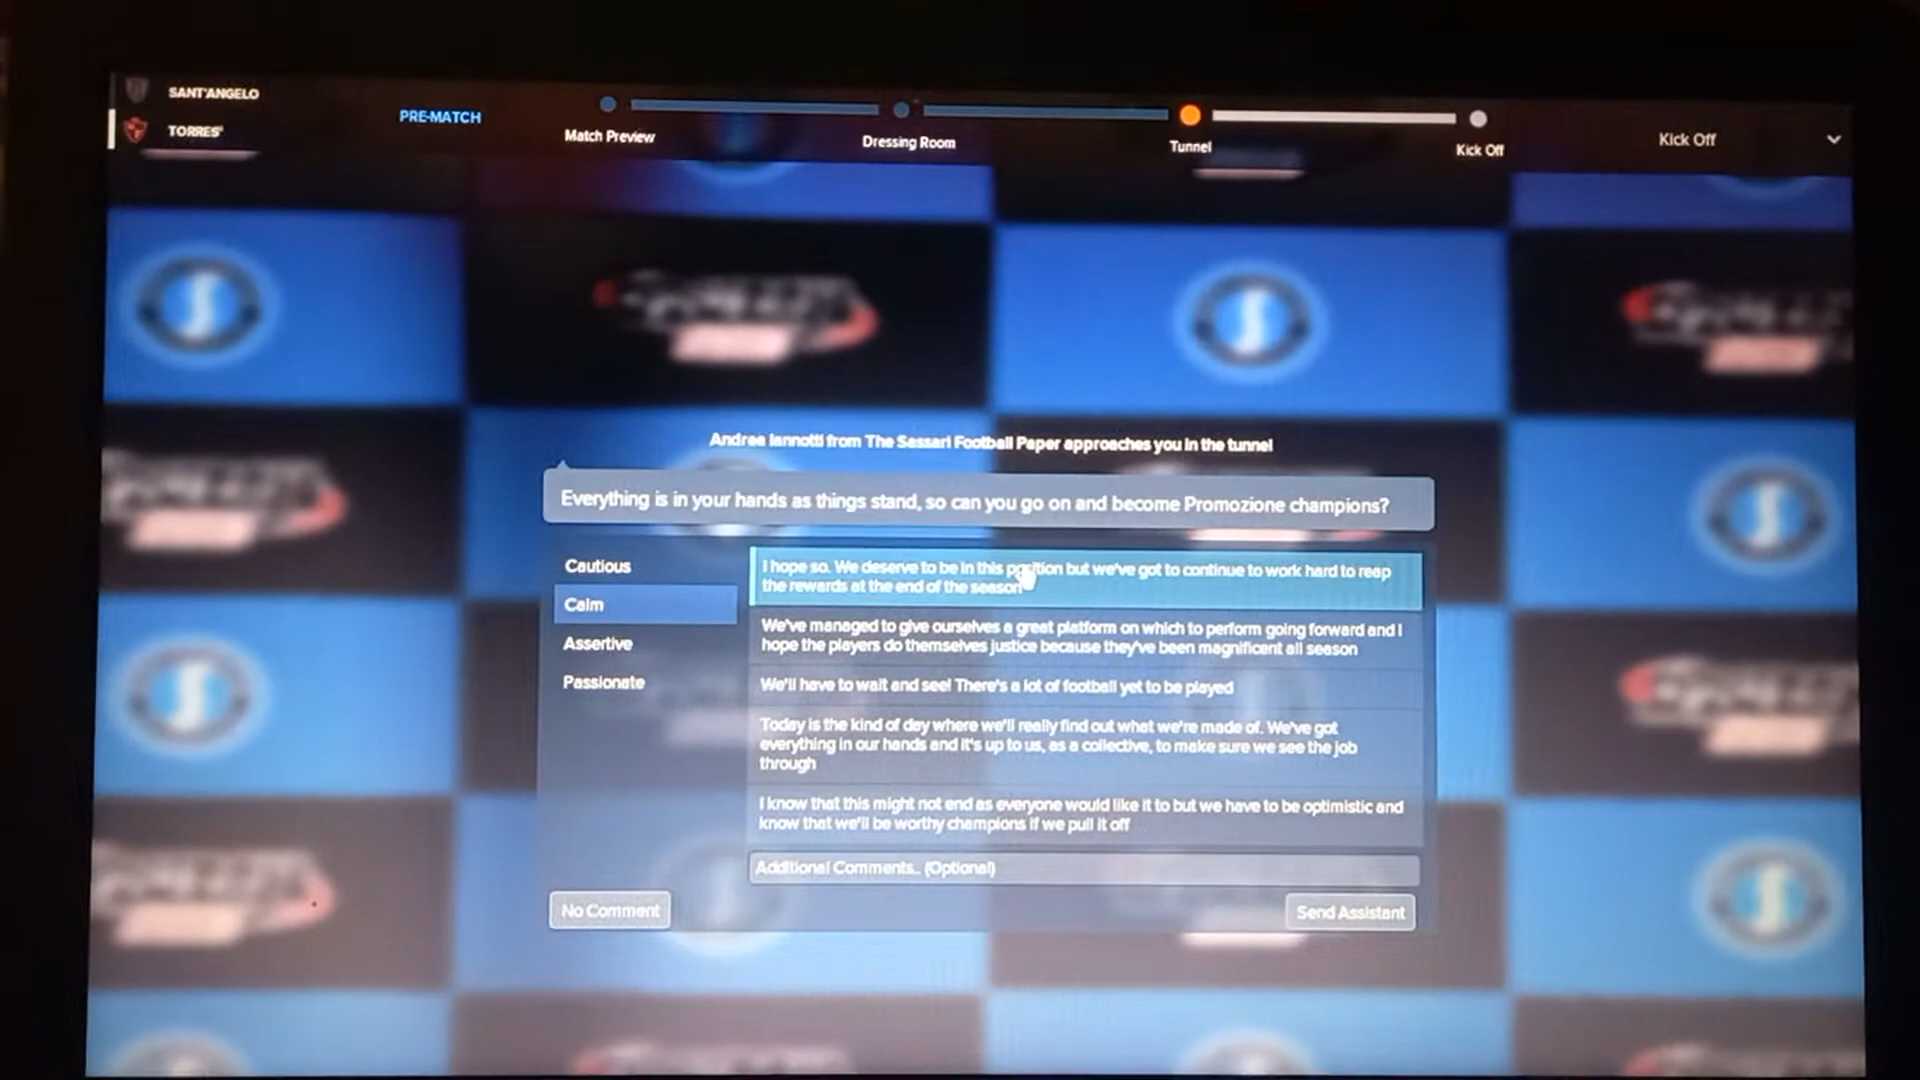 SANT'ANGELO
TORRES'
PRE-MATCH
Match Preview
Dressing Room
Tunnel
Kick Off
Kick Off
Andrea Iannotti from The Sassari Football Paper approaches you in the tunnel
Everything is in your hands as things stand, so can you go on and become Promozione champions?
Cautious
Calm
Assertive
Passionate
I hope so. We deserve to be in this position but we've got to continue to work hard to reap
the rewards at the end of the season
We've managed to give ourselves a great platform on which to perform going forward and I
hope the players do themselves justice because they've been magnificent all season
We'll have to wait and see! There's a lot of football yet to be played
Today is the kind of day where we'll really find out what we're made of. We've got
everything in our hands and it's up to us, as a collective, to make sure we see the job
through
I know that this might not end as everyone would like it to but we have to be optimistic and
know that we'll be worthy champions if we pull it off
Additional Comments.. (Optional)
No Comment
Send Assistant